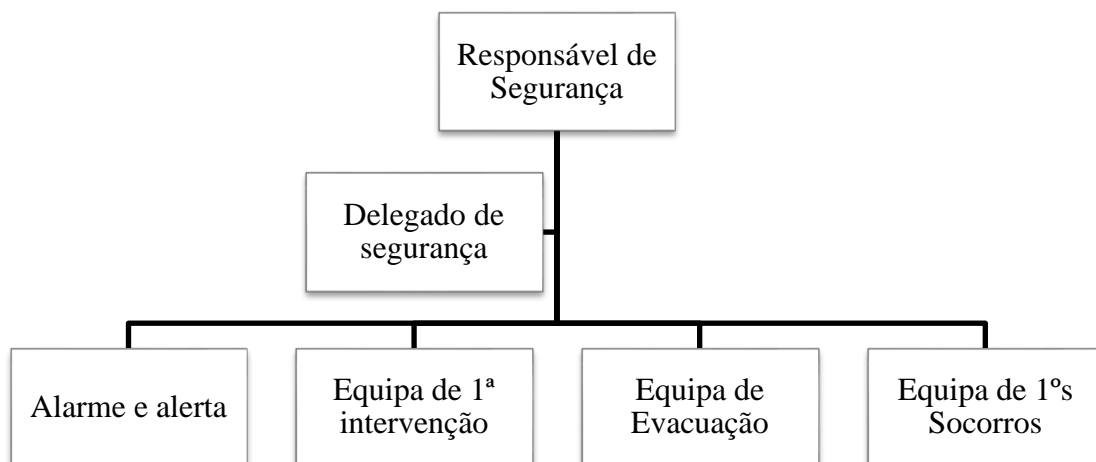 Responsável de
Segurança
Delegado de
segurança
Alarme e alerta
Equipa de 1ª
intervenção
Equipa de
Evacuação
Equipa de 1ºs
Socorros